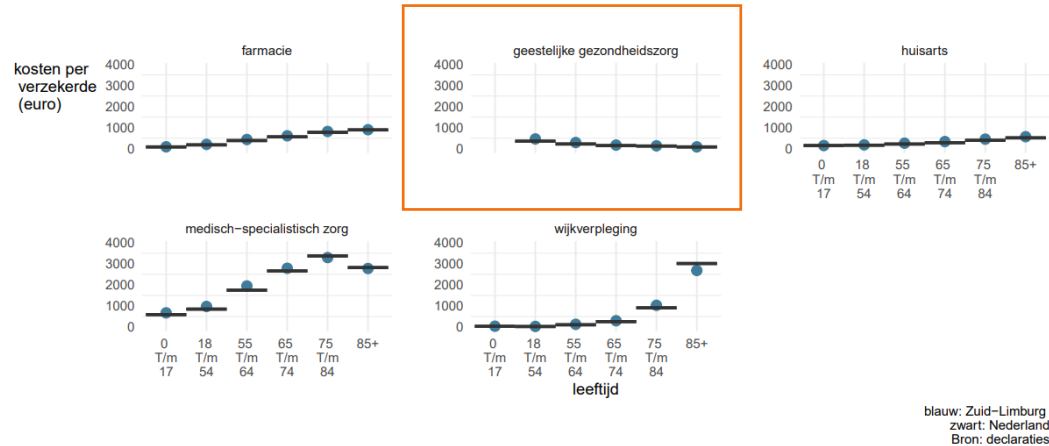 farmacie
geestelijke gezondheidszorg
huisarts
kosten per
verzekerde
(euro)
4000
3000
2000
1000
0
4000
3000
2000
1000
0
4000
3000
2000
1000
0
0 18 55 65 75 85+
T/m T/m T/m T/m T/m
17 54 64 74 84
medisch-specialistisch zorg
wijkverpleging
4000
3000
2000
1000
0
4000
3000
2000
1000
0
0 18 55 65 75 85+
T/m T/m T/m T/m T/m
17 54 64 74 84
0 18 55 65 75 85+
T/m T/m T/m T/m T/m
17 54 64 74 84
leeftijd
blauw: Zuid-Limburg
zwart: Nederland
Bron: declaraties